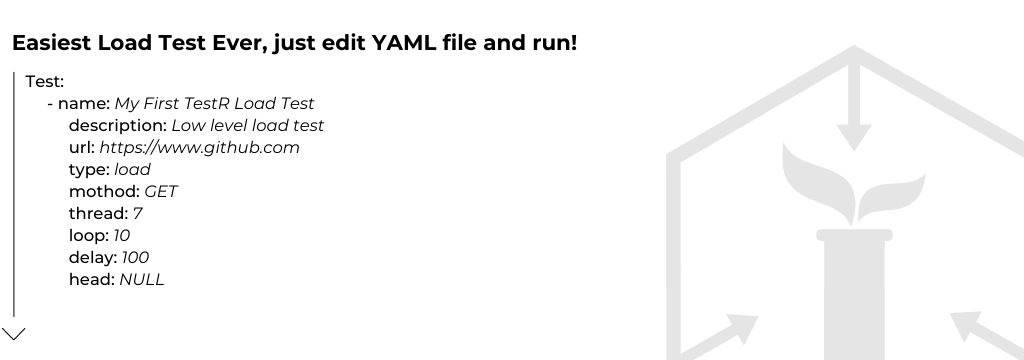 Easiest Load Test Ever, just edit YAML file and run!
Test:
- name: My First TestR Load Test
description: Low level load test
url: https://www.github.com
type: load
mothod: GET
thread: 7
loop: 10
delay: 100
head: NULL